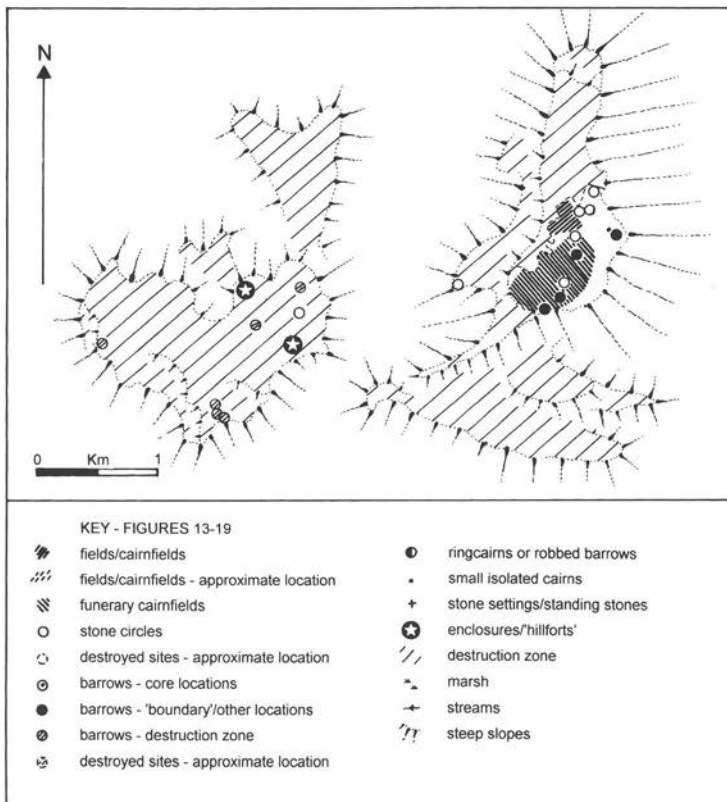 N
0 Km 1
KEY - FIGURES 13-19
fields/cairnfields
fields/cairnfields - approximate location
funerary cairnfields
stone circles
destroyed sites - approximate location
barrows - core locations
barrows - 'boundary'/other locations
barrows - destruction zone
destroyed sites - approximate location
ringcairns or robbed barrows
small isolated cairns
stone settings/standing stones
enclosures/'hillforts'
destruction zone
marsh
streams
steep slopes